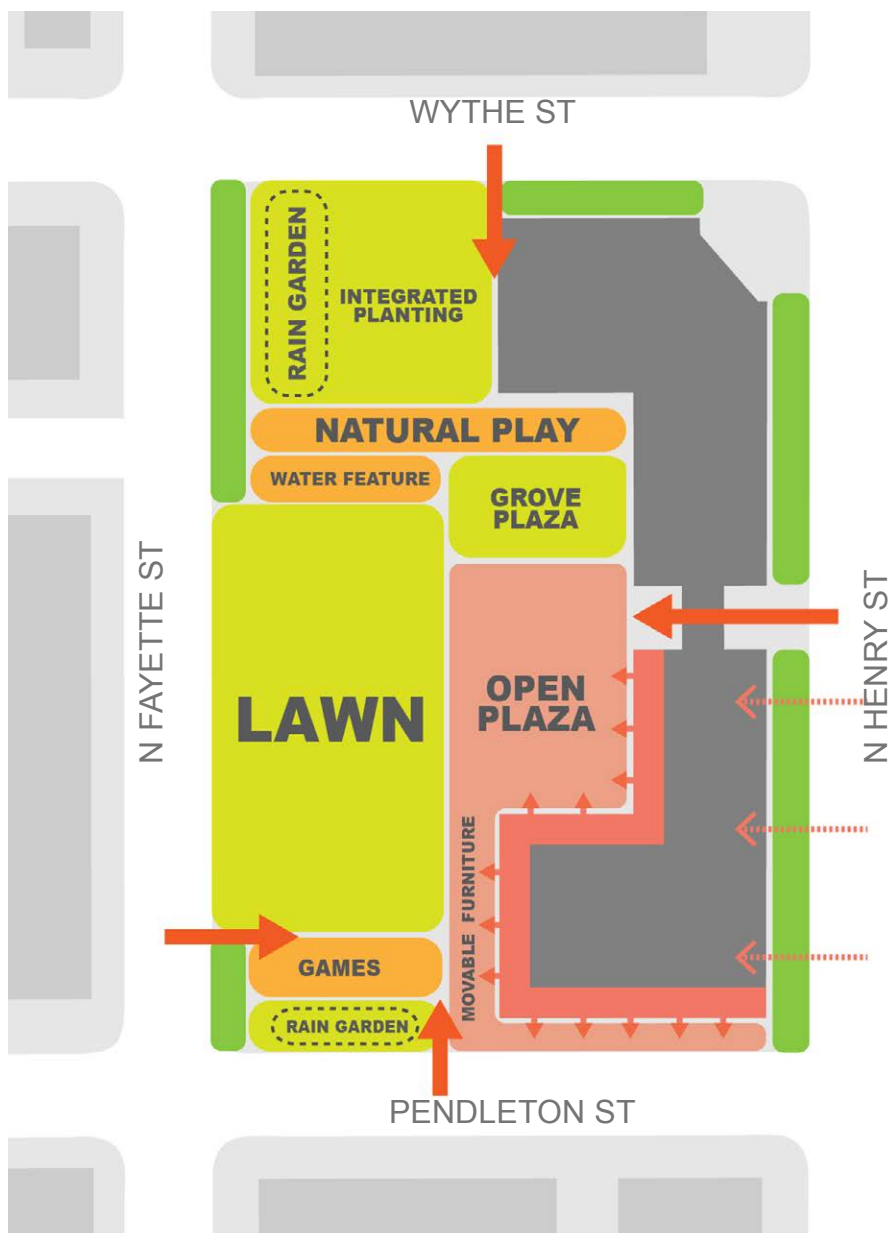 WYTHE ST
RAIN GARDEN
INTEGRATED
PLANTING
NATURAL PLAY
WATER FEATURE
GROVE
PLAZA
N FAYETTE ST
LAWN
OPEN
PLAZA
N HENRY ST
MOVABLE FURNITURE
GAMES
RAIN GARDEN
PENDLETON ST